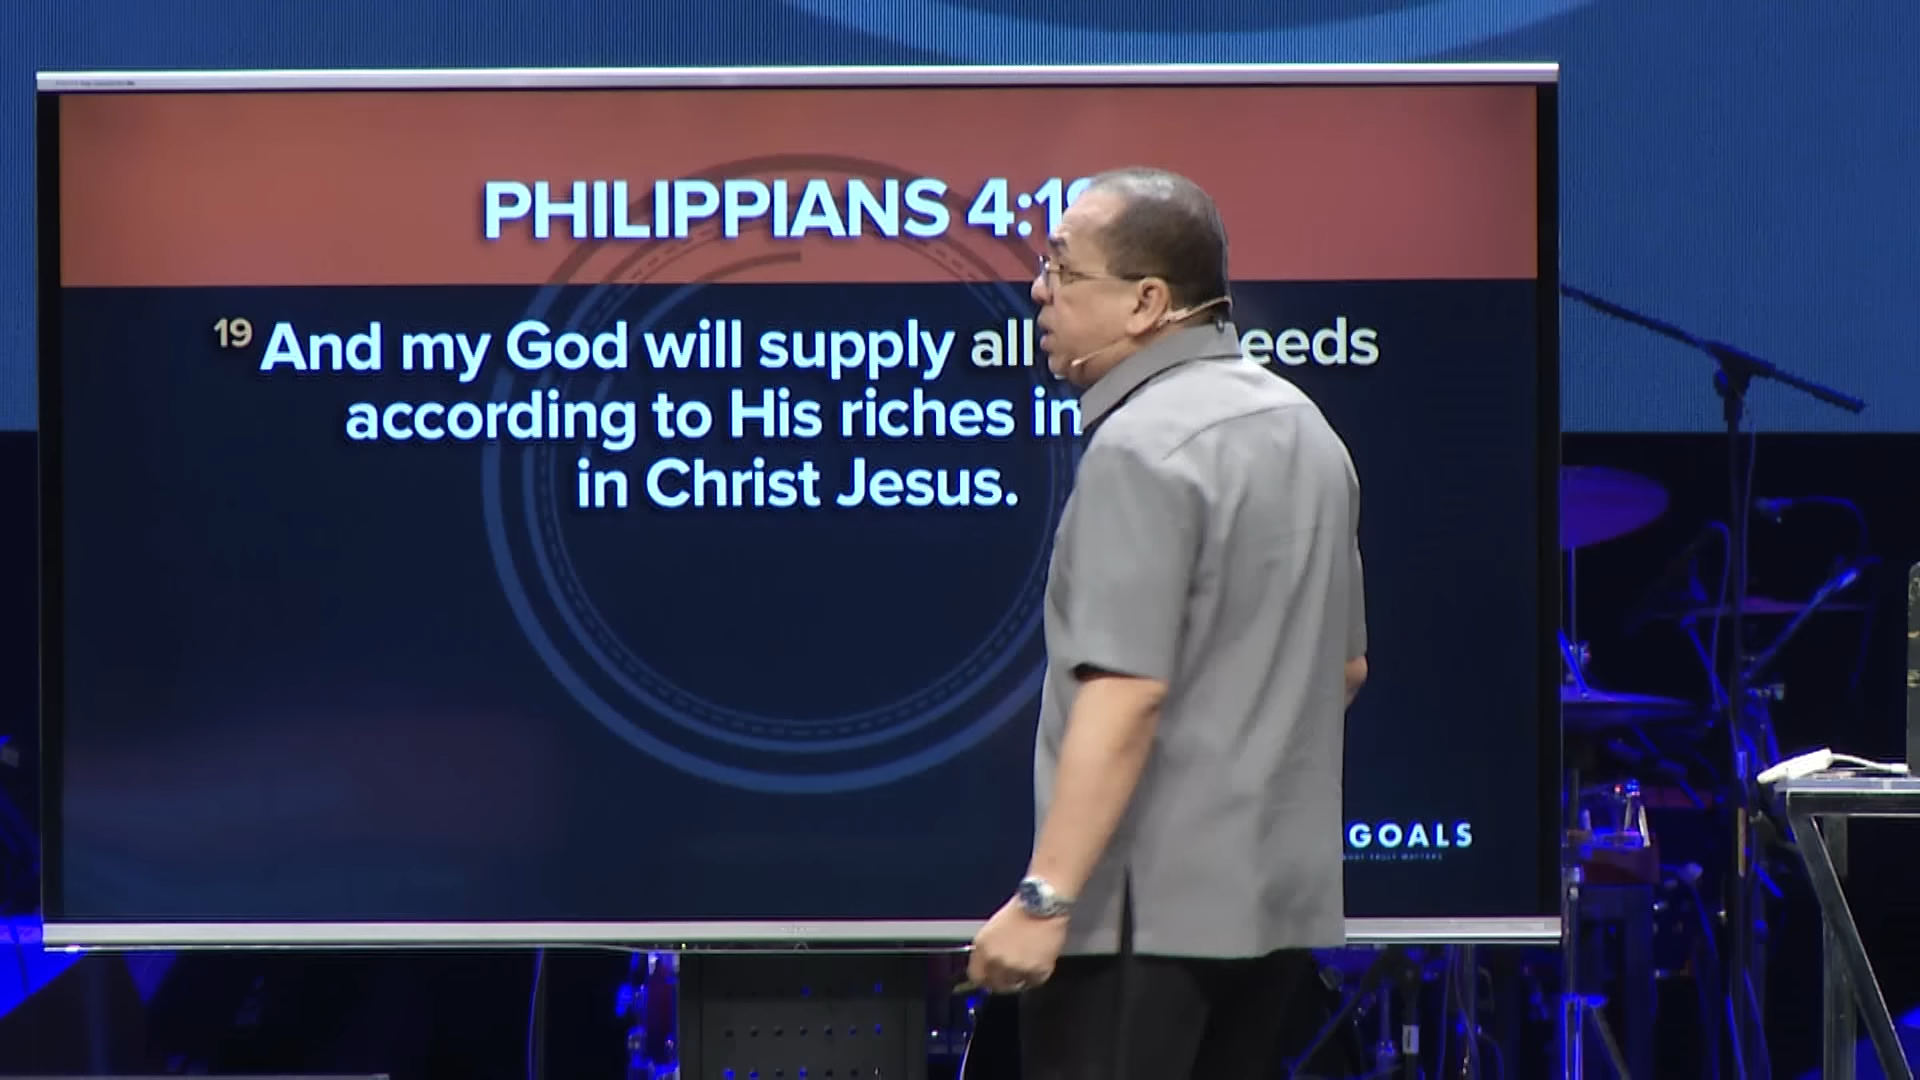 PHILIPPIANS 4:19
19 And my God will supply all eeds
according to His riches in
in Christ Jesus.
GOALS